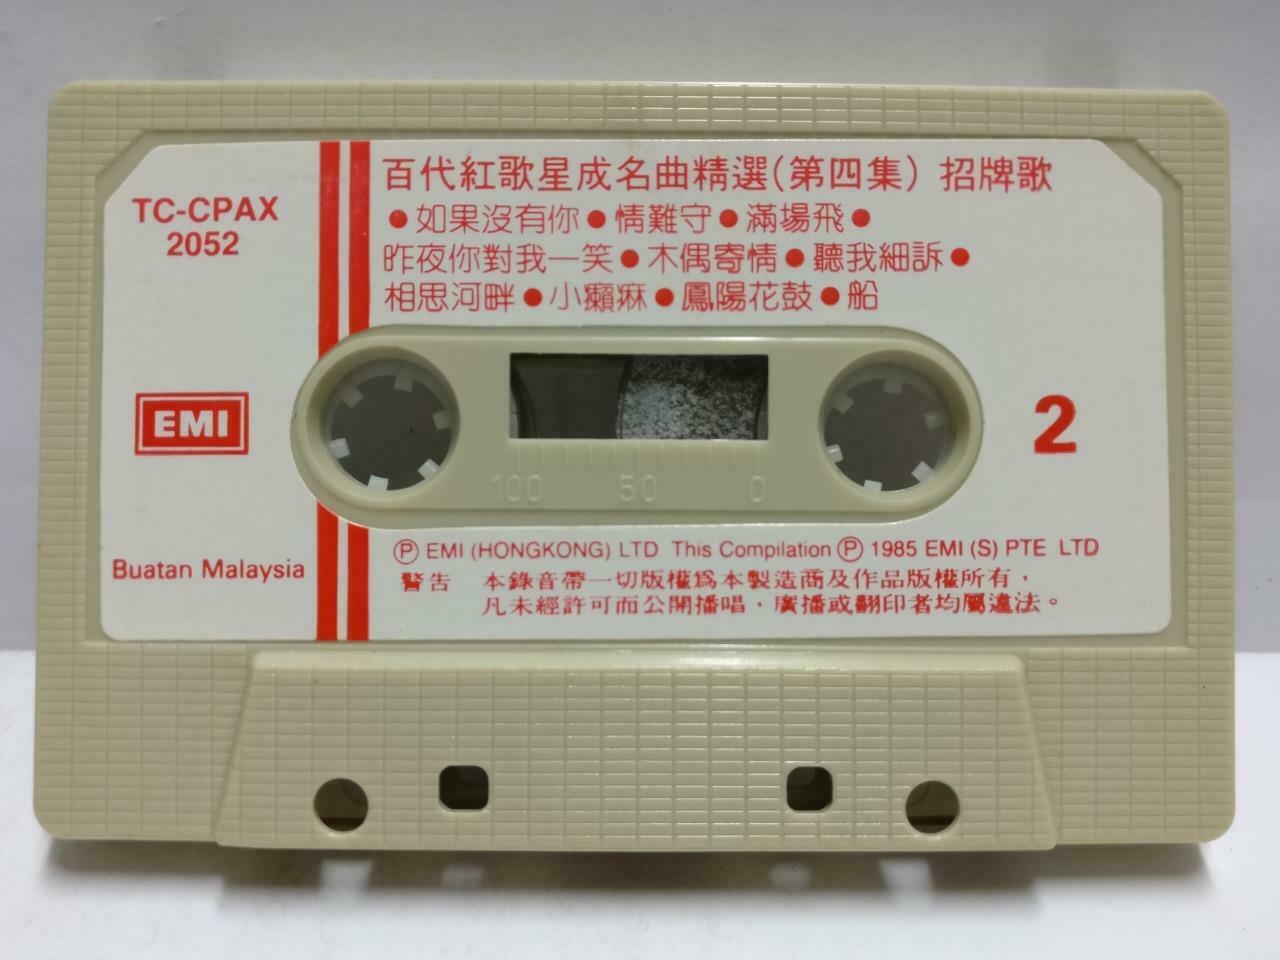 百代紅歌星成名曲精選(第四集) 招牌歌
TC-CPAX
2052
●如果沒有你●情難守●滿場飛●
昨夜你對我一笑●木偶寄情●聽我細訴●
相思河畔●小癩痳●鳳陽花鼓●船
EMI
2
100 50 0
Buatan Malaysia
Ⓟ EMI (HONGKONG) LTD This Compilation Ⓟ 1985 EMI (S) PTE LTD
警告 本錄音帶一切版權爲本製造商及作品版權所有，
凡未經許可而公開播唱、廣播或翻印者均屬違法。